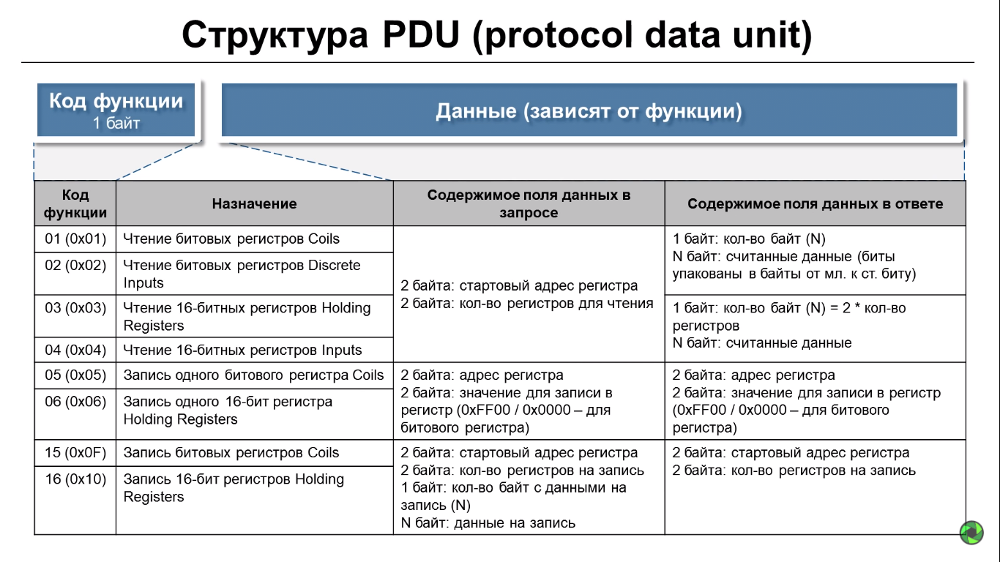 Структура PDU (protocol data unit)
Код функции
1 байт
Данные (зависят от функции)
Код
функции
Назначение
Содержимое поля данных в
запросе
Содержимое поля данных в ответе
01 (0x01)
Чтение битовых регистров Coils
2 байта: стартовый адрес регистра
2 байта: кол-во регистров для чтения
1 байт: кол-во байт (N)
N байт: считанные данные (биты
упакованы в байты от мл. к ст. биту)
02 (0x02)
Чтение битовых регистров Discrete
Inputs
03 (0x03)
Чтение 16-битных регистров Holding
Registers
1 байт: кол-во байт (N) = 2 * кол-во
регистров
N байт: считанные данные
04 (0x04)
Чтение 16-битных регистров Inputs
05 (0x05)
Запись одного битового регистра Coils
2 байта: адрес регистра
2 байта: значение для записи в
регистр (0xFF00 / 0x0000 – для
битового регистра)
2 байта: адрес регистра
2 байта: значение для записи в регистр
(0xFF00 / 0x0000 – для битового
регистра)
06 (0x06)
Запись одного 16-бит регистра
Holding Registers
15 (0x0F)
Запись битовых регистров Coils
2 байта: стартовый адрес регистра
2 байта: кол-во регистров на запись
1 байт: кол-во байт с данными на
запись (N)
N байт: данные на запись
2 байта: стартовый адрес регистра
2 байта: кол-во регистров на запись
16 (0x10)
Запись 16-бит регистров Holding
Registers